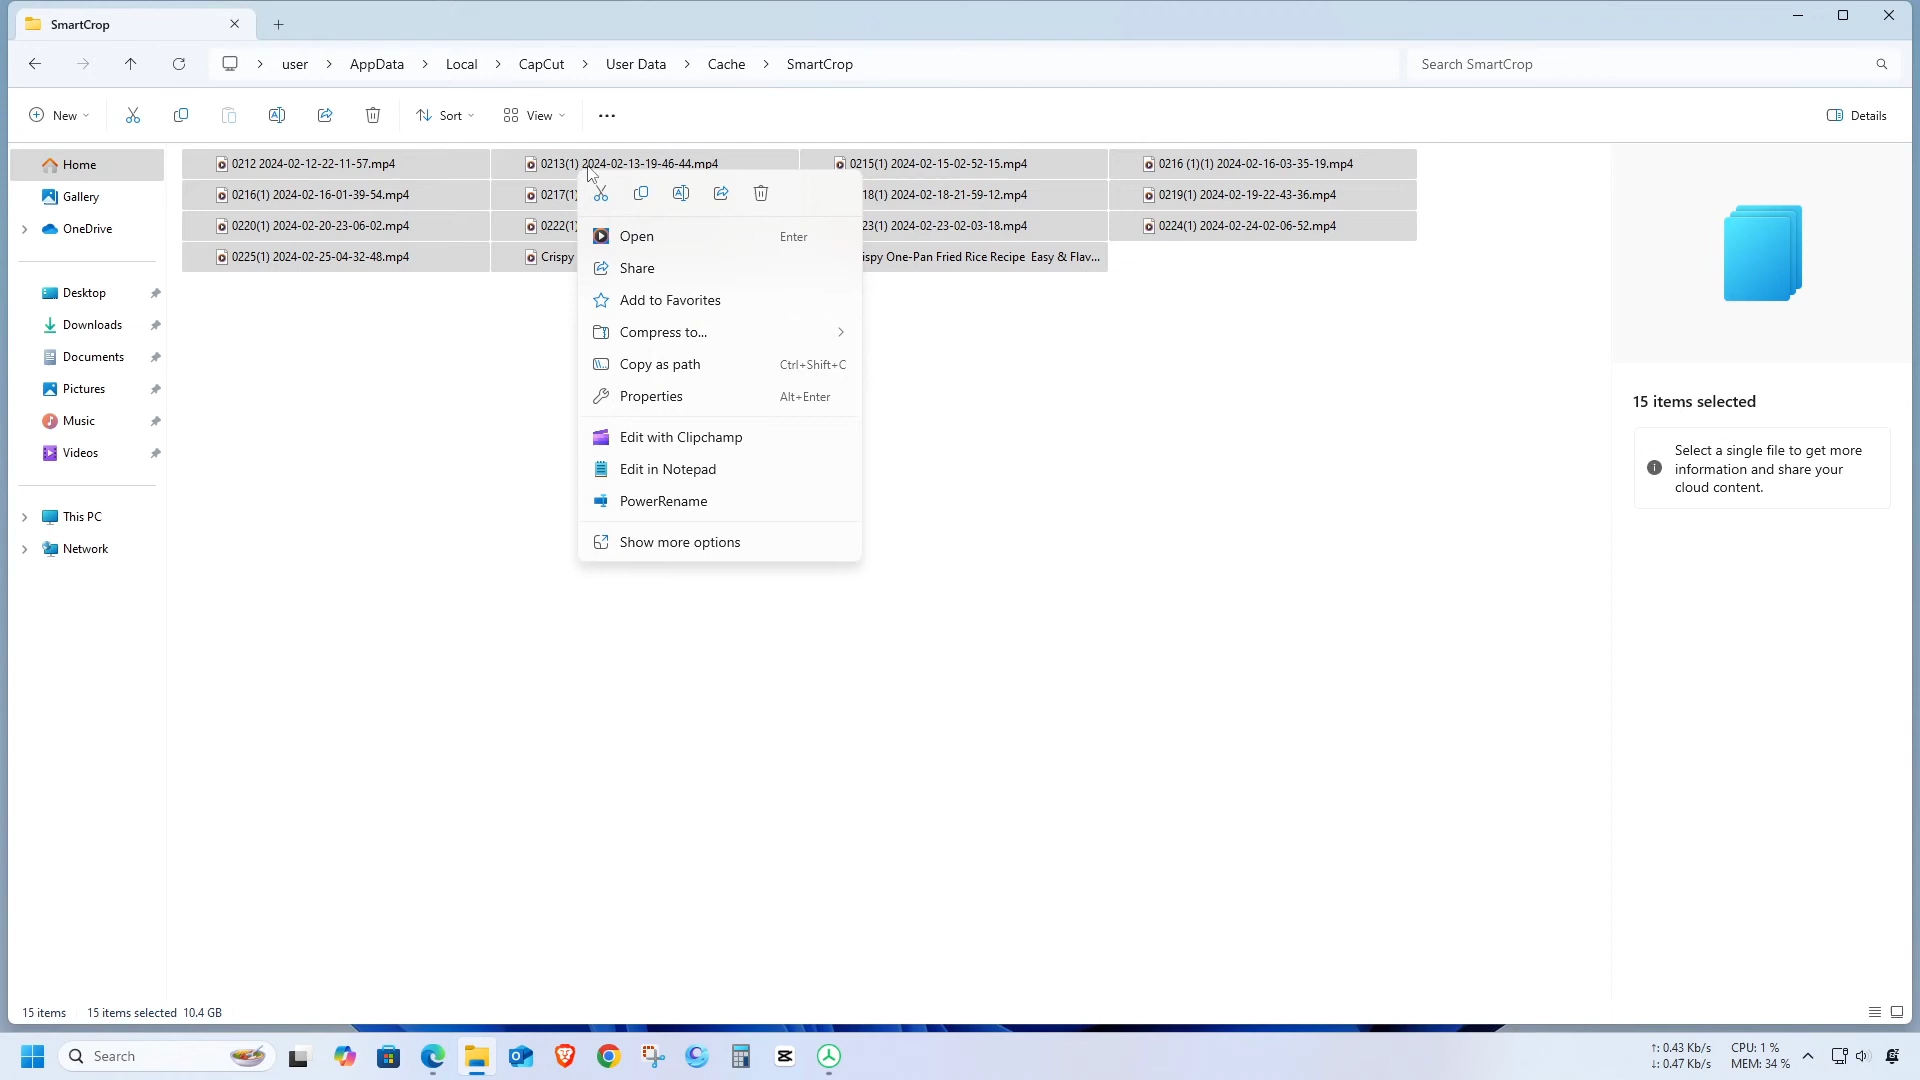 SmartCrop
user
AppData
Local
CapCut
User Data
Cache
SmartCrop
Search SmartCrop
New
Sort
View
Details
Home
Gallery
OneDrive
Desktop
Downloads
Documents
Pictures
Music
Videos
This PC
Network
0212 2024-02-12-22-11-57.mp4
0213(1) 2024-02-13-19-46-44.mp4
0215(1) 2024-02-15-02-52-15.mp4
0216 (1)(1) 2024-02-16-03-35-19.mp4
0216(1) 2024-02-16-01-39-54.mp4
0217(1)
18(1) 2024-02-18-21-59-12.mp4
0219(1) 2024-02-19-22-43-36.mp4
0220(1) 2024-02-20-23-06-02.mp4
0222(1)
23(1) 2024-02-23-02-03-18.mp4
0224(1) 2024-02-24-02-06-52.mp4
0225(1) 2024-02-25-04-32-48.mp4
Crispy
ispy One-Pan Fried Rice Recipe Easy & Flav...
Open Enter
Share
Add to Favorites
Compress to...
Copy as path Ctrl+Shift+C
Properties Alt+Enter
Edit with Clipchamp
Edit in Notepad
PowerRename
Show more options
15 items selected
Select a single file to get more
information and share your
cloud content.
15 items 15 items selected 10.4 GB
Search
↑: 0.43 Kb/s
↓: 0.47 Kb/s
CPU: 1 %
MEM: 34 %